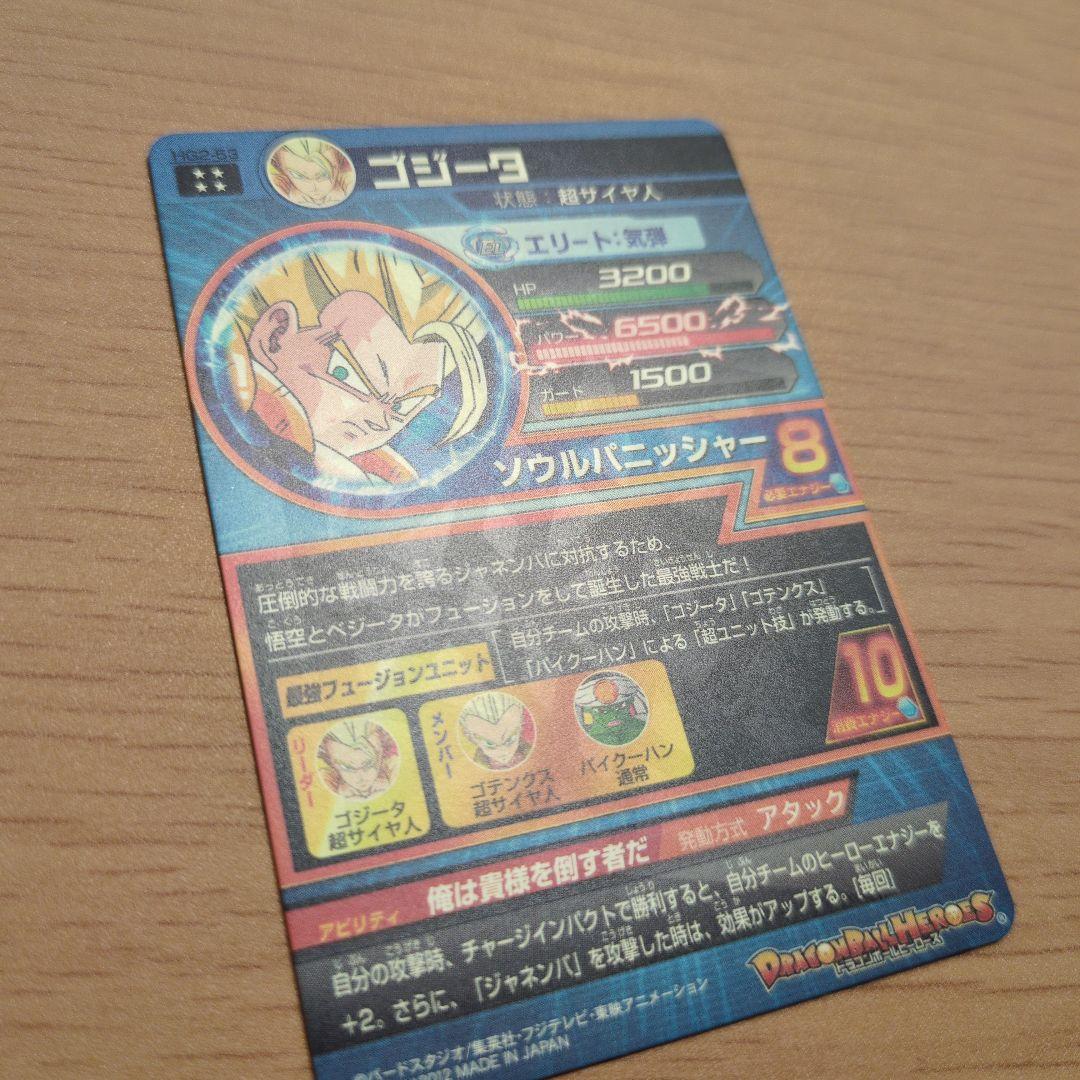 HG2-53
ゴジータ
状態：超サイヤ人
エリート：気弾
HP 3200
パワー 6500
ガード 1500
ソウルパニッシャー 8
必要エナジー
圧倒的な戦闘力を誇るジャネンバに対抗するため、
悟空とベジータがフュージョンをして誕生した最強戦士だ！
最強フュージョンユニット
自分チームの攻撃時、「ゴジータ」「ゴテンクス」
「パイクーハン」による「超ユニット技」が発動する。
10
消費エナジー
リーダー
ゴジータ
超サイヤ人
メンバー
ゴテンクス
超サイヤ人
パイクーハン
通常
アビリティ 俺は貴様を倒す者だ 発動方式 アタック
自分の攻撃時、チャージインパクトで勝利すると、自分チームのヒーローエナジーを
+2。さらに、「ジャネンバ」を攻撃した時は、効果がアップする。[毎回]
DRAGONBALL HEROES
ドラゴンボールヒーローズ
©バードスタジオ/集英社・フジテレビ・東映アニメーション
2012 MADE IN JAPAN